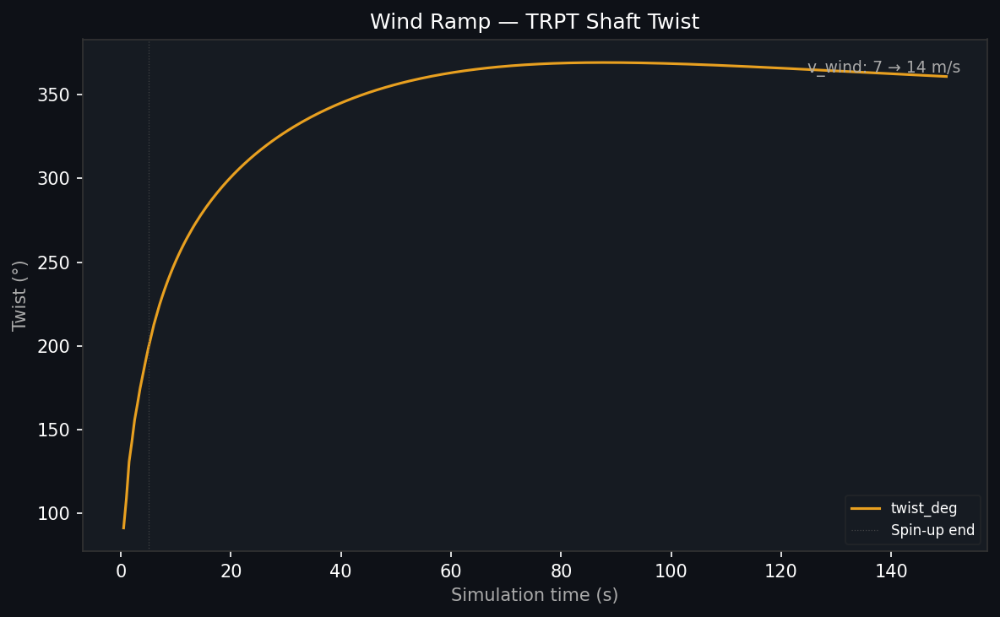 Wind Ramp — TRPT Shaft Twist
v_wind: 7 → 14 m/s
350
300
250
200
150
100
Twist (°)
twist_deg
Spin-up end
0 20 40 60 80 100 120 140
Simulation time (s)